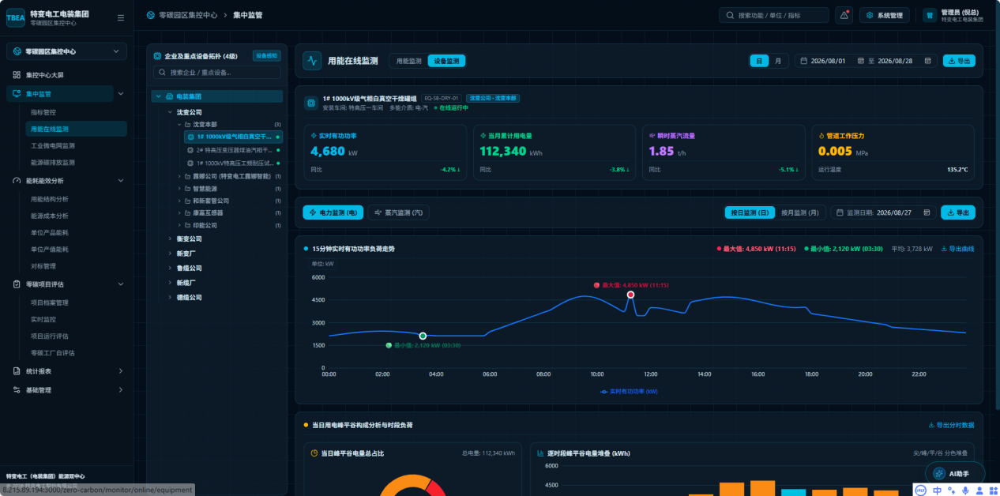 TBEA 特变电工电装集团
零碳园区集控中心
零碳园区集控中心
集控中心大屏
集中监管
指标管控
用能在线监测
工业微电网监测
能源碳排放监测
能耗能效分析
用能结构分析
能源成本分析
单位产品能耗
单位产值能耗
对标管理
零碳项目评估
项目档案管理
实时监控
项目运行评估
零碳工厂自评估
统计报表
基础管理
特变电工（电装集团）能源双中心
8.215.89.194:3000/zero-carbon/monitor/online/equipment
零碳园区集控中心 > 集中监管
搜索功能 / 单位 / 指标
系统管理
管 管理员 (倪总)
特变电工电装集团
企业及重点设备拓扑 (4级) 设备感知
搜索企业 / 重点设备...
电装集团
沈变公司
沈变本部 (3)
1# 1000kV级气相白真空干...
2# 特高压变压器煤油汽相干...
1# 1000kV特高压工频耐压试...
露娜公司 (特变电工露娜智能) (1)
智慧能源 (1)
和新套管公司 (1)
康嘉互感器 (1)
印能公司 (1)
衡变公司
新变厂
鲁缆公司
新缆厂
德缆公司
用能在线监测 用能监测 设备监测
日 月 2026/08/01 至 2026/08/28 导出
1# 1000kV级气相白真空干燥罐组 EQ-SB-DRY-01 沈变公司 · 沈变本部
安装车间: 特高压一车间 多能介质: 电·汽 在线运行中
实时有功功率
4,680 kW
同比 -4.2% ↓
当月累计用电量
112,340 kWh
同比 -3.8% ↓
瞬时蒸汽流量
1.85 t/h
同比 -5.1% ↓
管道工作压力
0.005 MPa
运行温度 135.2°C
电力监测 (电) 蒸汽监测 (汽)
按日监测 (日) 按月监测 (月) 监测日期: 2026/08/27 导出
15分钟实时有功功率负荷走势
最大值: 4,850 kW (11:15) 最小值: 2,120 kW (03:30) 平均: 3,728 kW 导出曲线
单位: kW
6000
4500
3000
1500
0
最大值: 4,850 kW (11:15)
最小值: 2,120 kW (03:30)
00:00 02:00 04:00 06:00 08:00 10:00 12:00 14:00 16:00 18:00 20:00 22:00
实时有功功率 (kW)
当日用电峰平谷构成分析与时段负荷 导出分时数据
当日峰平谷电量总占比 总电量: 112,340 kWh
逐时段峰平谷电量堆叠 (kWh) 尖/峰/平/谷 分色堆叠
6000
4500
AI助手
iFLY 中